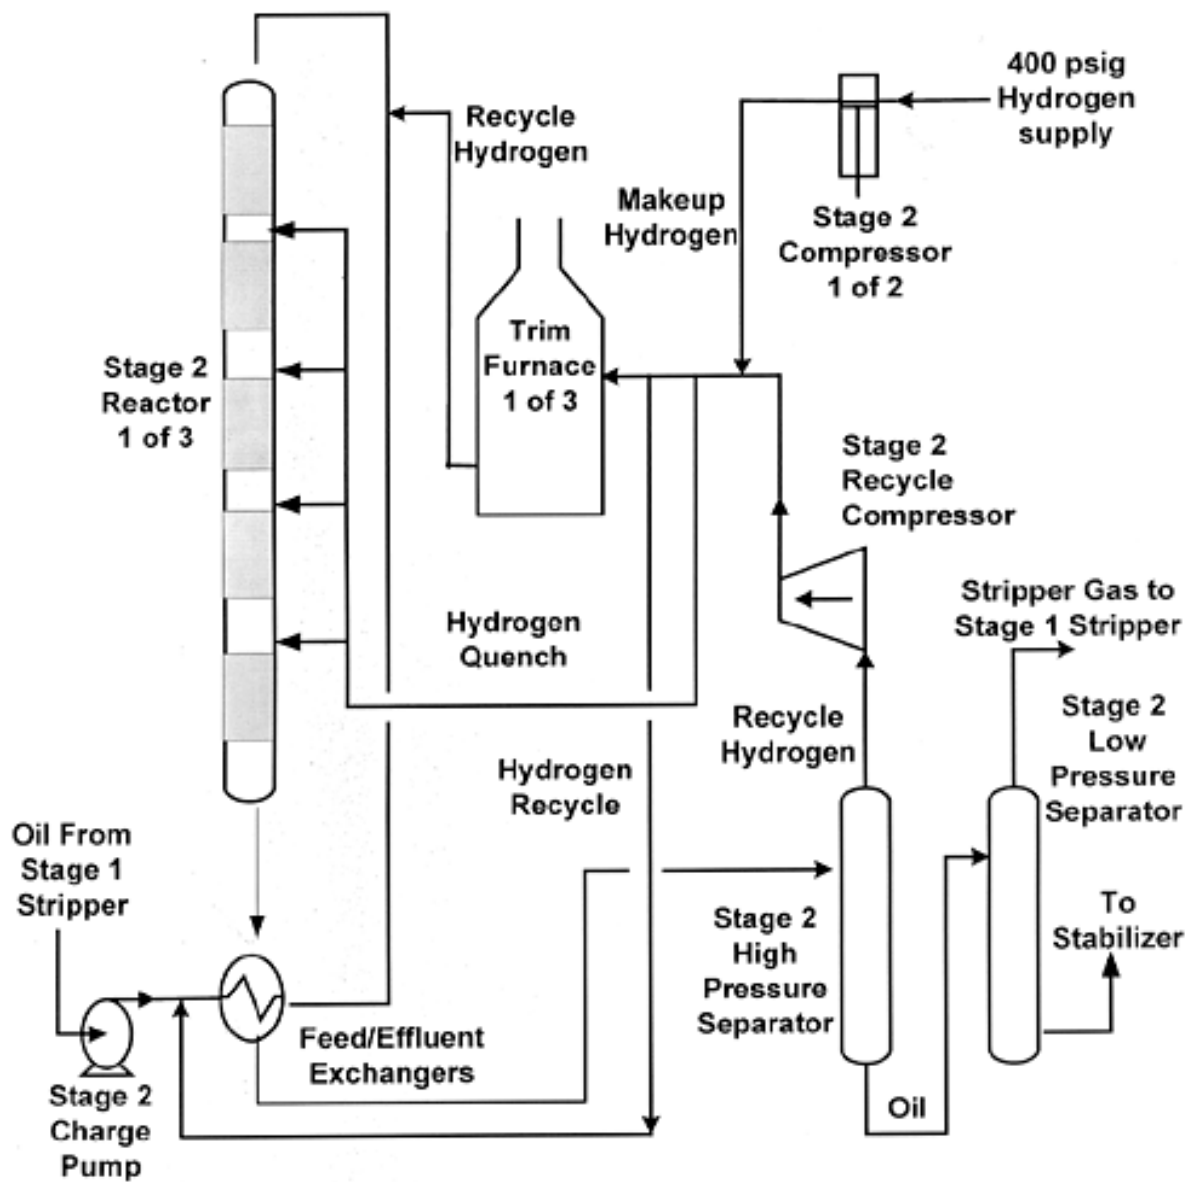 400 psig
Hydrogen
supply
Recycle
Hydrogen
Makeup
Hydrogen
Stage 2
Compressor
1 of 2
Trim
Furnace
1 of 3
Stage 2
Reactor
1 of 3
Stage 2
Recycle
Compressor
Stripper Gas to
Stage 1 Stripper
Hydrogen
Quench
Recycle
Hydrogen
Stage 2
Low
Pressure
Separator
Hydrogen
Recycle
Oil From
Stage 1
Stripper
Stage 2
High
Pressure
Separator
To
Stabilizer
Feed/Effluent
Exchangers
Stage 2
Charge
Pump
Oil